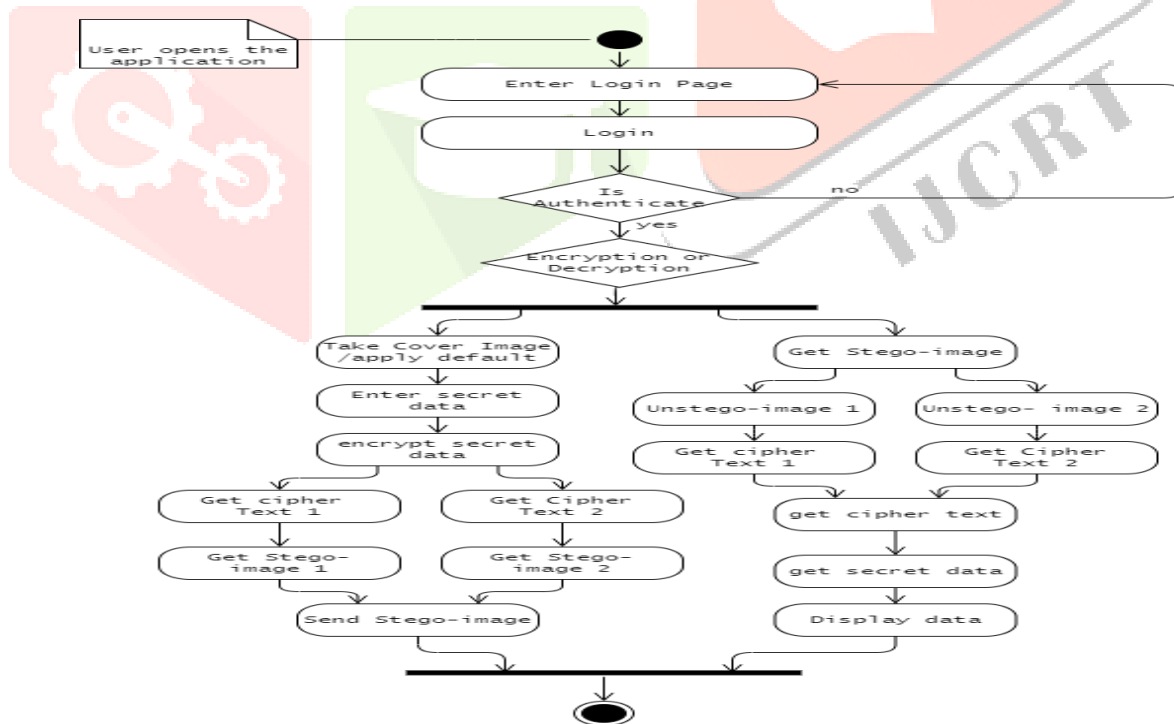 User opens the
application
Enter Login Page
Login
Is
Authenticate
no
yes
Encryption or
Decryption
Take Cover Image
/apply default
Enter secret
data
encrypt secret
data
Get cipher
Text 1
Get Cipher
Text 2
Get Stego-
image 1
Get Stego-
image 2
Send Stego-image
Get Stego-image
Unstego-image 1
Unstego- image 2
Get cipher
Text 1
Get Cipher
Text 2
get cipher text
get secret data
Display data
IJCRT